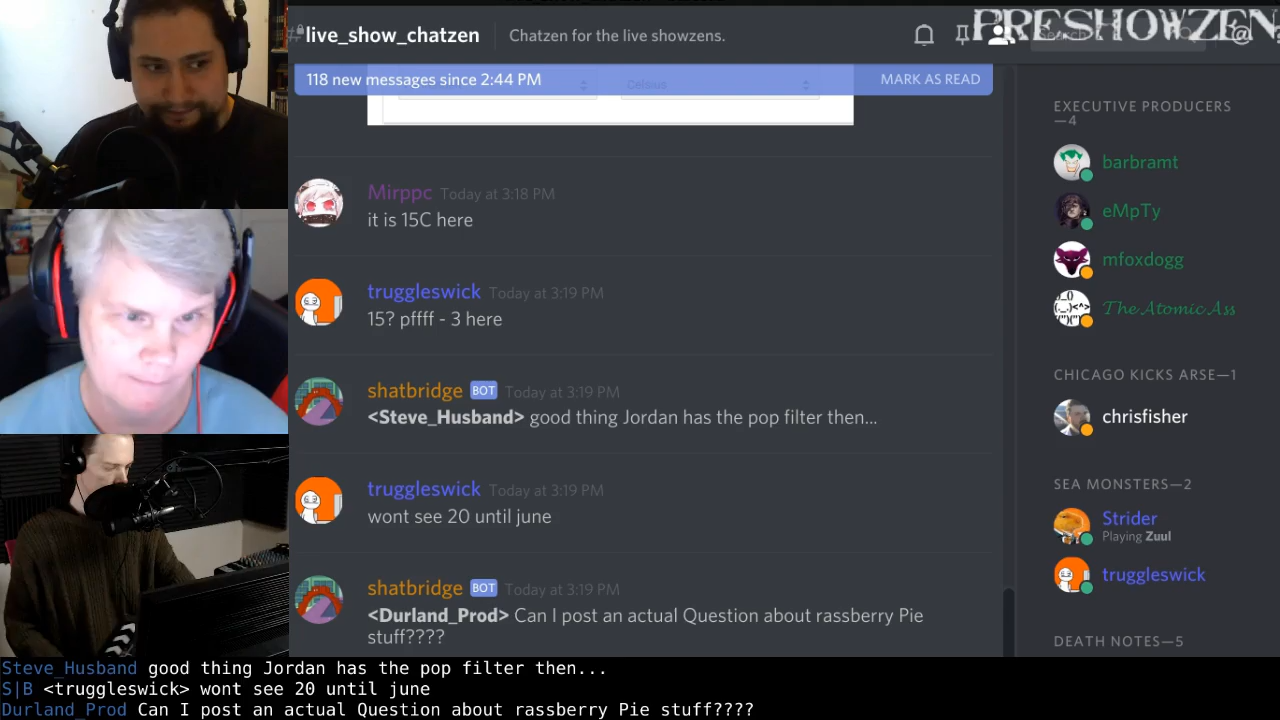 PRESHOWZEN
#live_show_chatzen
Chatzen for the live showzens.
Search
118 new messages since 2:44 PM
MARK AS READ
Celsius
Mirppc Today at 3:18 PM
it is 15C here
truggleswick Today at 3:19 PM
15? pffff - 3 here
shatbridge BOT Today at 3:19 PM
<Steve_Husband> good thing Jordan has the pop filter then...
truggleswick Today at 3:19 PM
wont see 20 until june
shatbridge BOT Today at 3:19 PM
<Durland_Prod> Can I post an actual Question about rassberry Pie
stuff????
EXECUTIVE PRODUCERS
—4
barbramt
eMpTy
mfoxdogg
The Atomic Ass
CHICAGO KICKS ARSE—1
chrisfisher
SEA MONSTERS—2
Strider
Playing Zuul
truggleswick
DEATH NOTES—5
Steve_Husband good thing Jordan has the pop filter then...
S|B <truggleswick> wont see 20 until june
Durland_Prod Can I post an actual Question about rassberry Pie stuff????